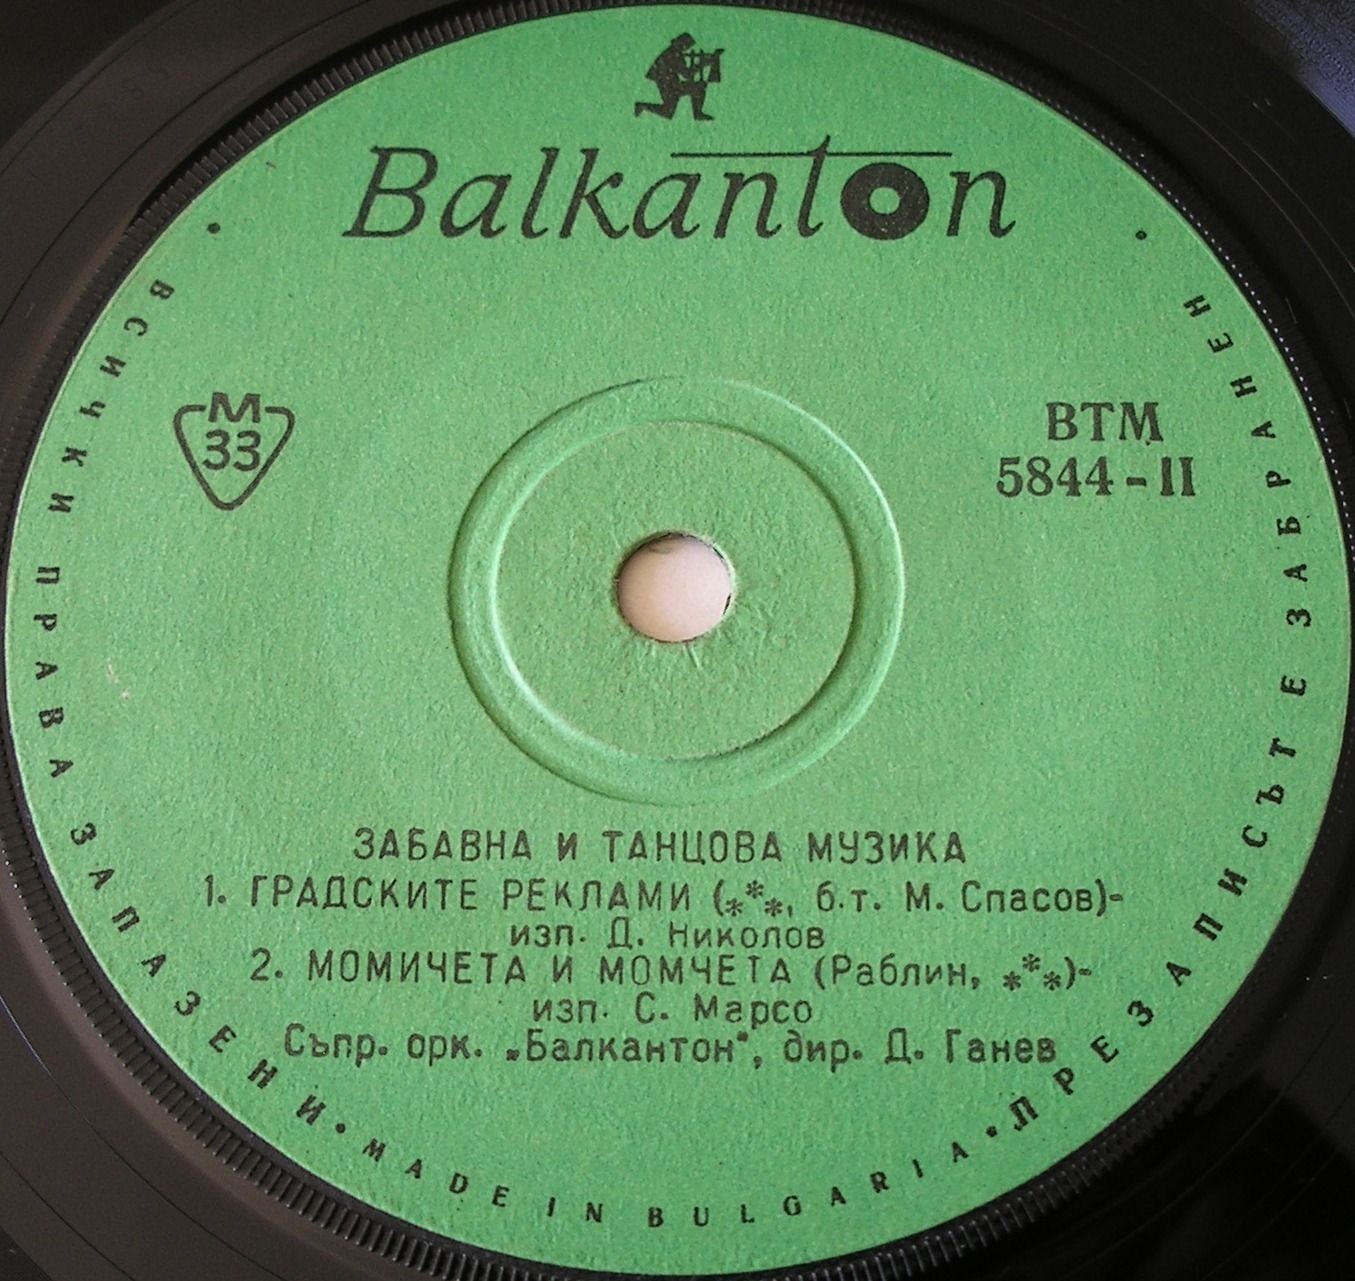 Balkanton
М
33
ВТМ
5844-II
ЗАБАВНА И ТАНЦОВА МУЗИКА
1. ГРАДСКИТЕ РЕКЛАМИ (***, б.т. М. Спасов)-
изп. Д. Николов
2. МОМИЧЕТА И МОМЧЕТА (Раблин, ***)-
изп. С. Марсо
Съпр. орк. „Балкантон", дир. Д. Ганев
• ВСИЧКИ ПРАВА ЗАПАЗЕНИ • MADE IN BULGARIA • ПРЕЗАПИСЪТ Е ЗАБРАНЕН •